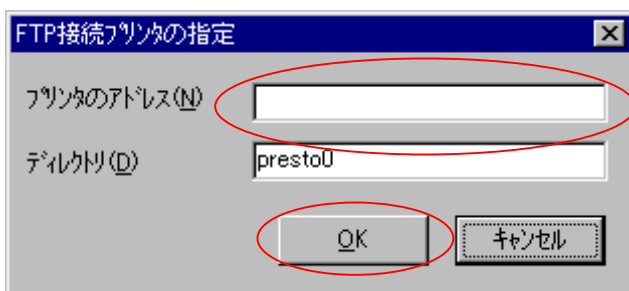 FTP接続プリンタの指定
プリンタのアドレス(N)
ディレクトリ(D)
presto0
OK
キャンセル